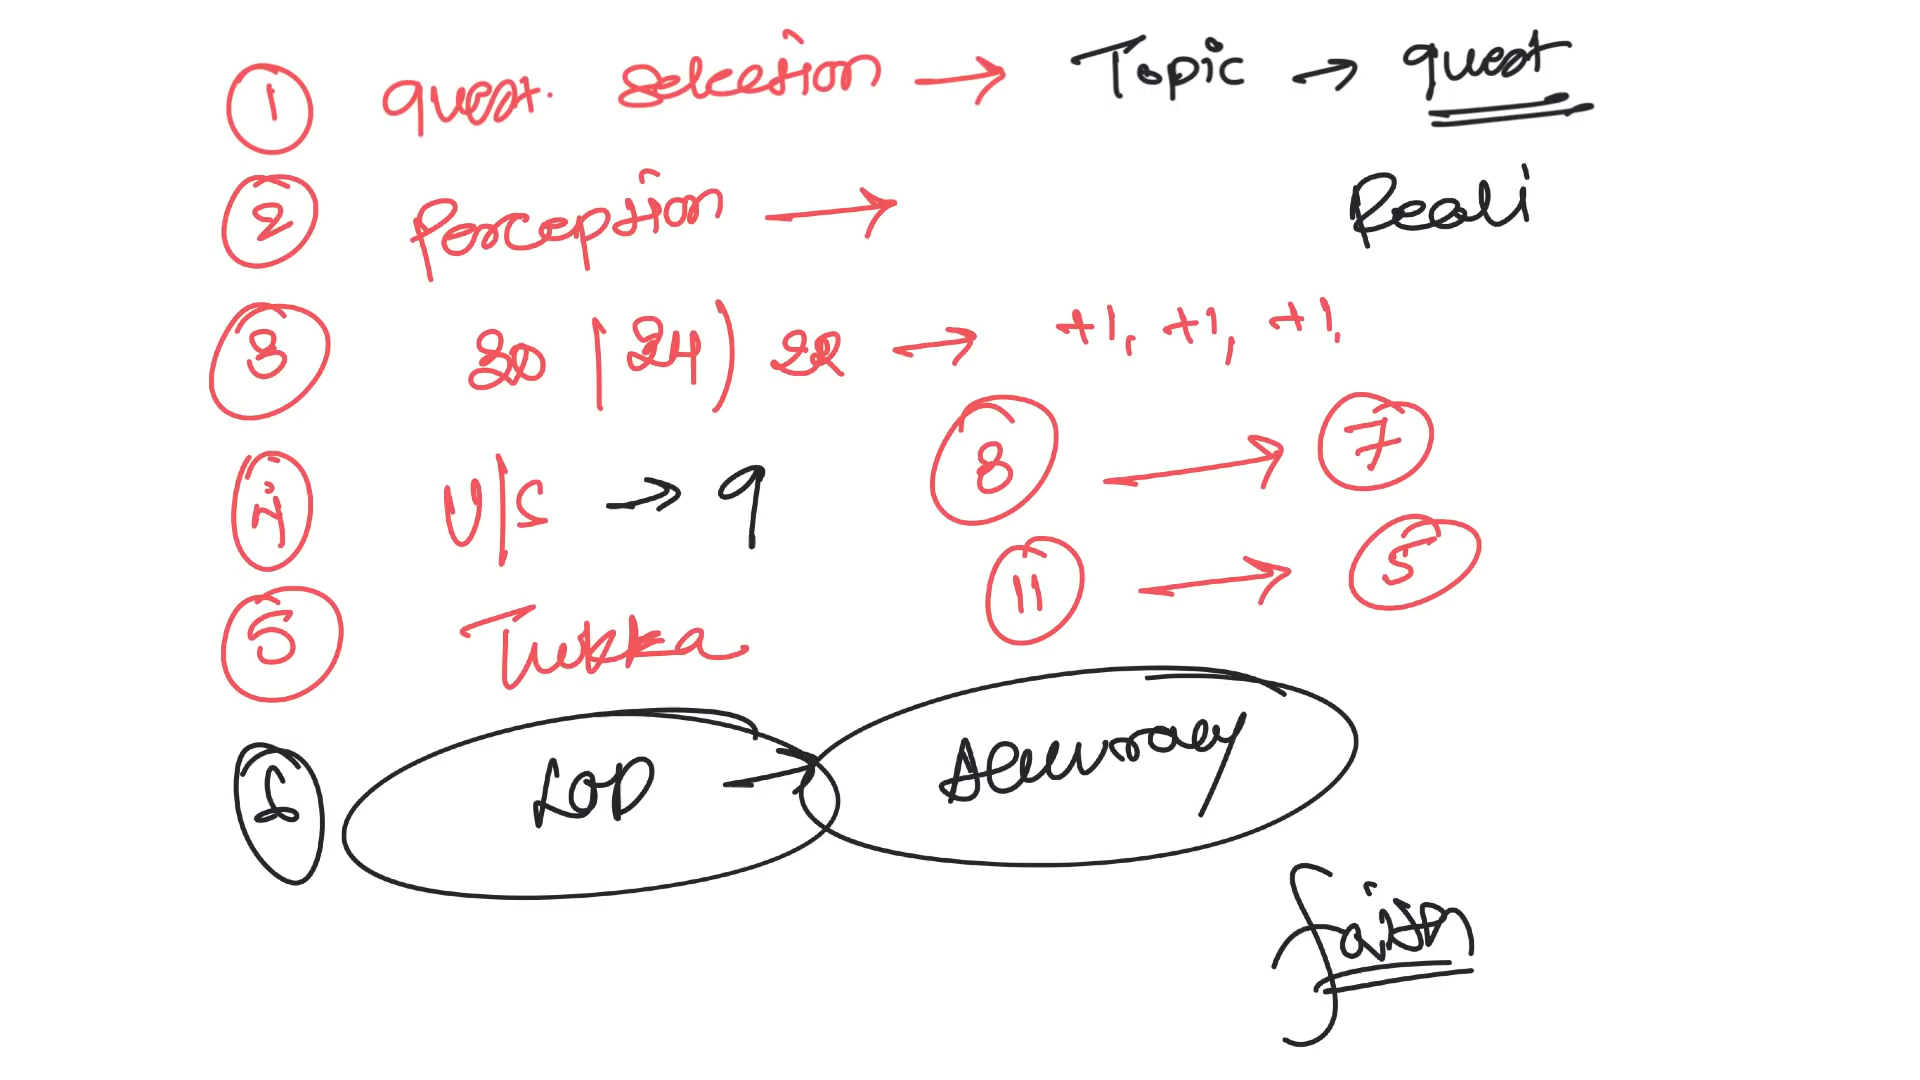 1 quest. selection → Topic → quest
2 Perception → Reali
3 20 | 24 ) 22 → +1, +1, +1,
8 → 7
4 V|S → 9
11 → 5
5 Tukka
LOD → Accuracy
faith